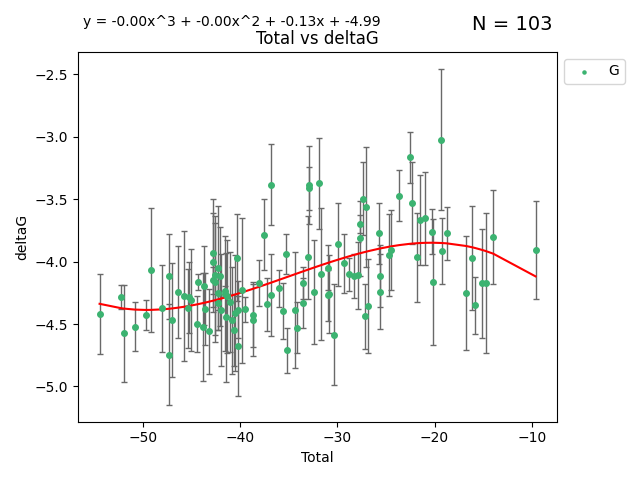 y = -0.00x^3 + -0.00x^2 + -0.13x + -4.99
N = 103
Total vs deltaG
G
deltaG
−2.5
−3.0
−3.5
−4.0
−4.5
−5.0
−50
−40
−30
−20
−10
Total